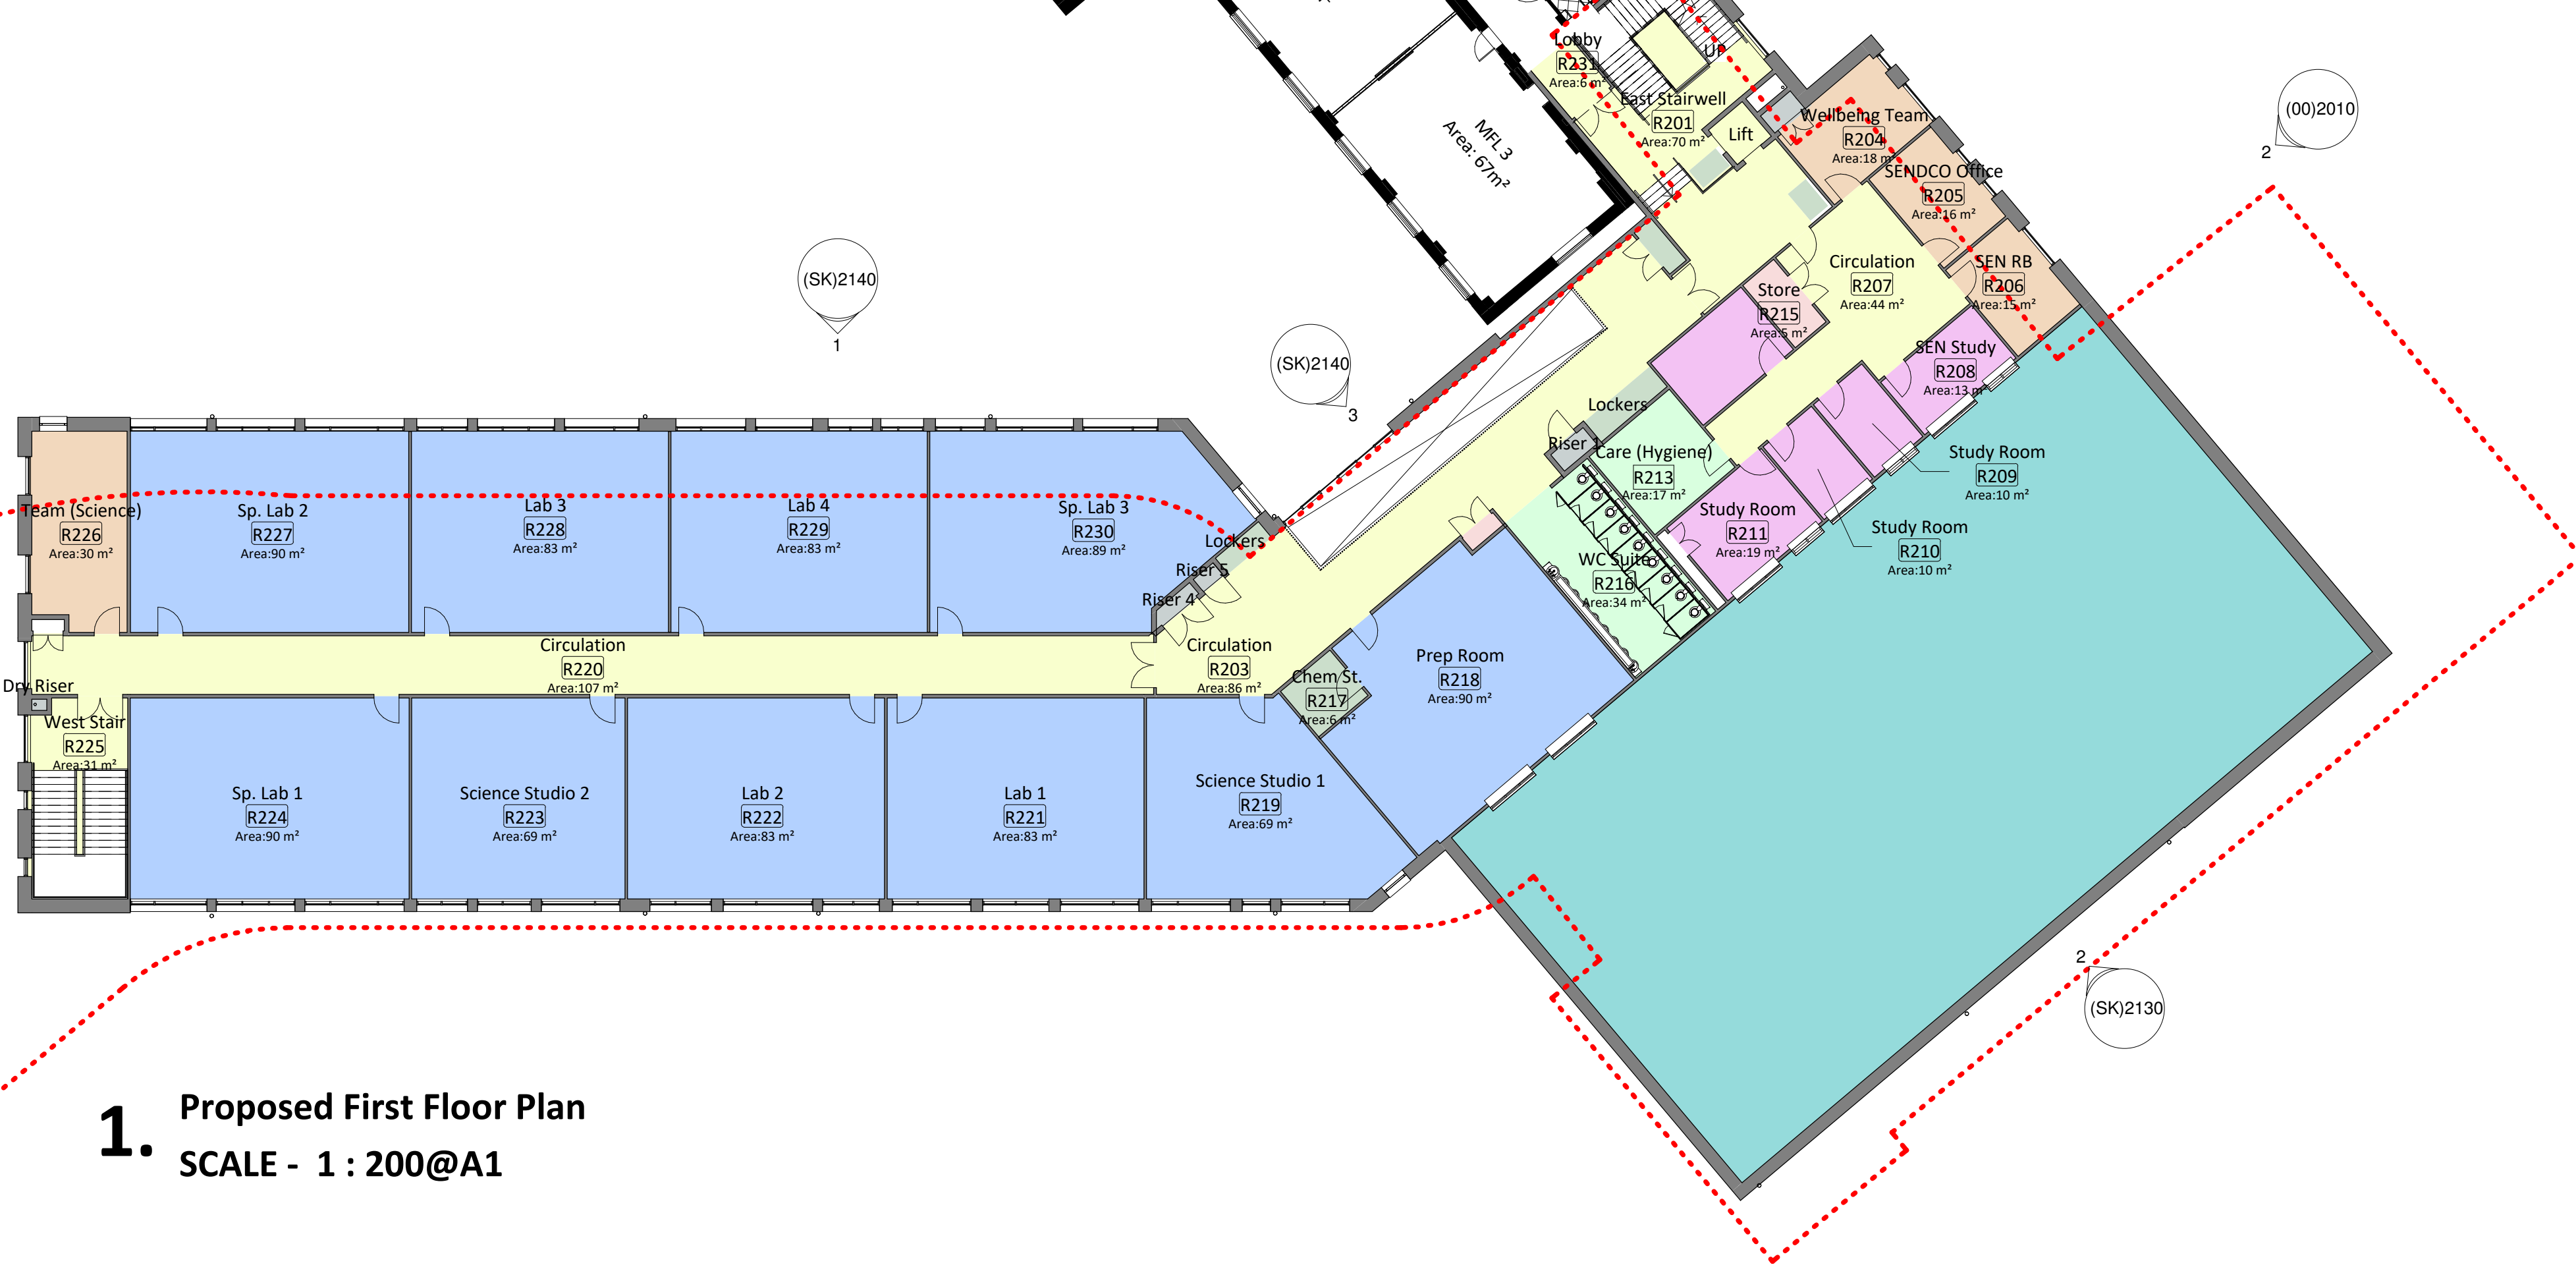 Lobby
R231
Area:6 m²
UP
East Stairwell
R201
Area:70 m²
Lift
Wellbeing Team
R204
Area:18 m²
SENDCO Office
R205
Area:16 m²
SEN RB
R206
Area:15 m²
(00)2010
2
MFL 3
Area: 67m²
Circulation
R207
Area:44 m²
Store
R215
Area:5 m²
(SK)2140
1
(SK)2140
3
SEN Study
R208
Area:13 m²
Lockers
Riser 1
Care (Hygiene)
R213
Area:17 m²
Study Room
R209
Area:10 m²
Study Room
R211
Area:19 m²
Study Room
R210
Area:10 m²
WC Suite
R216
Area:34 m²
Team (Science)
R226
Area:30 m²
Sp. Lab 2
R227
Area:90 m²
Lab 3
R228
Area:83 m²
Lab 4
R229
Area:83 m²
Sp. Lab 3
R230
Area:89 m²
Lockers
Riser 5
Riser 4
Circulation
R220
Area:107 m²
Circulation
R203
Area:86 m²
Chem St.
R217
Area:6 m²
Prep Room
R218
Area:90 m²
Dry Riser
West Stair
R225
Area:31 m²
Sp. Lab 1
R224
Area:90 m²
Science Studio 2
R223
Area:69 m²
Lab 2
R222
Area:83 m²
Lab 1
R221
Area:83 m²
Science Studio 1
R219
Area:69 m²
2
(SK)2130
1.
Proposed First Floor Plan
SCALE - 1 : 200@A1